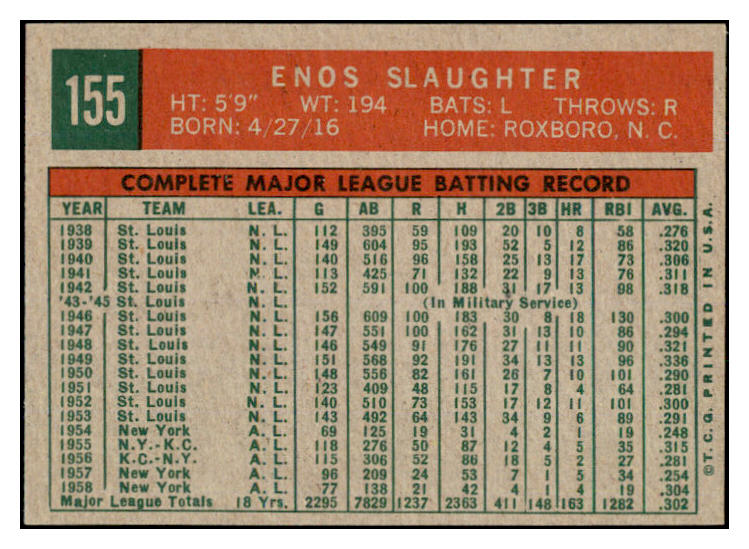 155
ENOS SLAUGHTER
HT: 5'9" WT: 194 BATS: L THROWS: R
BORN: 4/27/16 HOME: ROXBORO, N. C.
COMPLETE MAJOR LEAGUE BATTING RECORD
YEAR TEAM LEA. G AB R H 2B 3B HR RBI AVG.
1938 St. Louis N. L. 112 395 59 109 20 10 8 58 .276
1939 St. Louis N. L. 149 604 95 193 52 5 12 86 .320
1940 St. Louis N. L. 140 516 96 158 25 13 17 73 .306
1941 St. Louis N. L. 113 425 71 132 22 9 13 76 .311
1942 St. Louis N. L. 152 591 100 188 31 17 13 98 .318
'43-'45 St. Louis N. L. (In Military Service)
1946 St. Louis N. L. 156 609 100 183 30 8 18 130 .300
1947 St. Louis N. L. 147 551 100 162 31 13 10 86 .294
1948 St. Louis N. L. 146 549 91 176 27 11 11 90 .321
1949 St. Louis N. L. 151 568 92 191 34 13 13 96 .336
1950 St. Louis N. L. 148 556 82 161 26 7 10 101 .290
1951 St. Louis N. L. 123 409 48 115 17 8 4 64 .281
1952 St. Louis N. L. 140 510 73 153 17 12 11 101 .300
1953 St. Louis N. L. 143 492 64 143 34 9 6 89 .291
1954 New York A. L. 69 125 19 31 4 2 1 19 .248
1955 N.Y.-K.C. A. L. 118 276 50 87 12 4 5 35 .315
1956 K.C.-N.Y. A. L. 115 306 52 86 18 5 2 27 .281
1957 New York A. L. 96 209 24 53 7 1 5 34 .254
1958 New York A. L. 77 138 21 42 4 1 4 19 .304
Major League Totals 18 Yrs. 2295 7829 1237 2363 411 148 163 1282 .302
© T. C. G. PRINTED IN U.S.A.